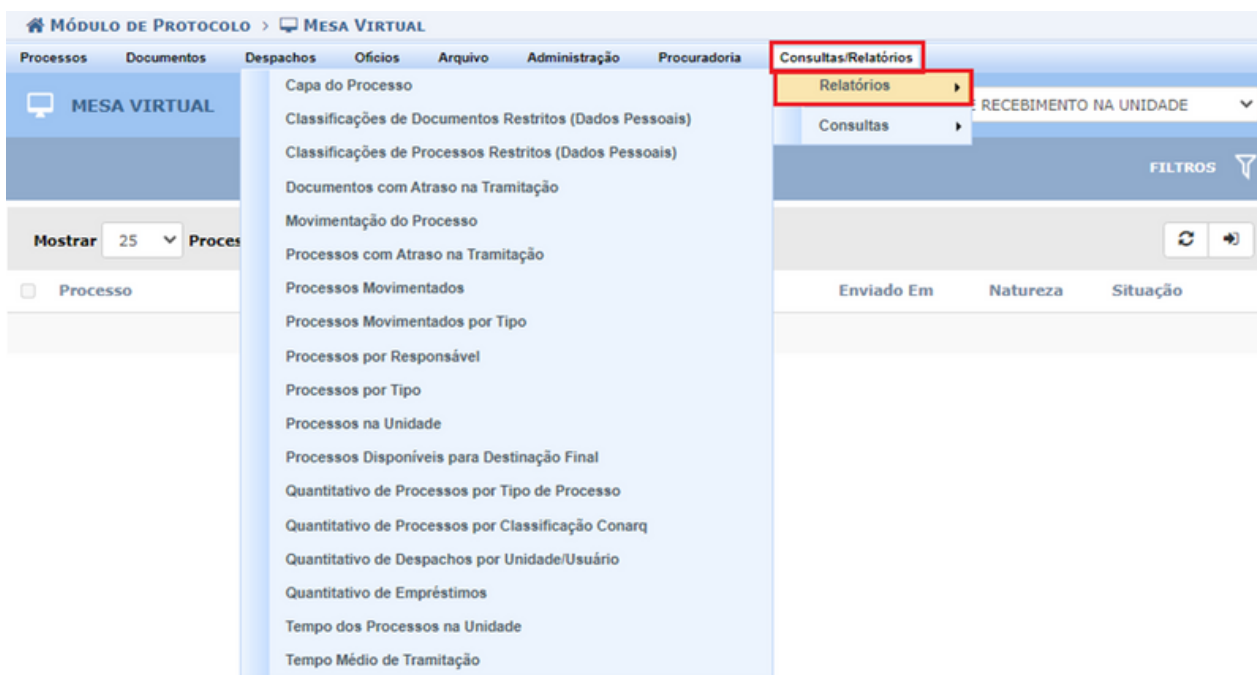 MÓDULO DE PROTOCOLO > MESA VIRTUAL
Processos Documentos Despachos Ofícios Arquivo Administração Procuradoria Consultas/Relatórios
MESA VIRTUAL
RECEBIMENTO NA UNIDADE
Relatórios
Consultas
FILTROS
Capa do Processo
Classificações de Documentos Restritos (Dados Pessoais)
Classificações de Processos Restritos (Dados Pessoais)
Documentos com Atraso na Tramitação
Movimentação do Processo
Processos com Atraso na Tramitação
Processos Movimentados
Processos Movimentados por Tipo
Processos por Responsável
Processos por Tipo
Processos na Unidade
Processos Disponíveis para Destinação Final
Quantitativo de Processos por Tipo de Processo
Quantitativo de Processos por Classificação Conarq
Quantitativo de Despachos por Unidade/Usuário
Quantitativo de Empréstimos
Tempo dos Processos na Unidade
Tempo Médio de Tramitação
Mostrar 25 Proces
Processo Enviado Em Natureza Situação